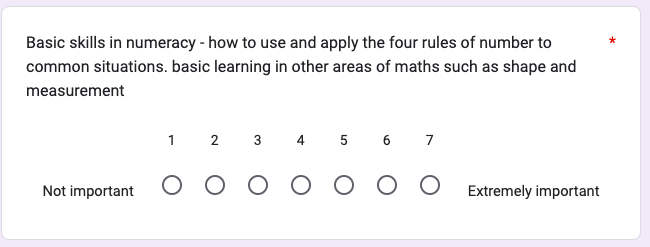 Basic skills in numeracy - how to use and apply the four rules of number to *
common situations. basic learning in other areas of maths such as shape and
measurement
1 2 3 4 5 6 7
Not important Extremely important